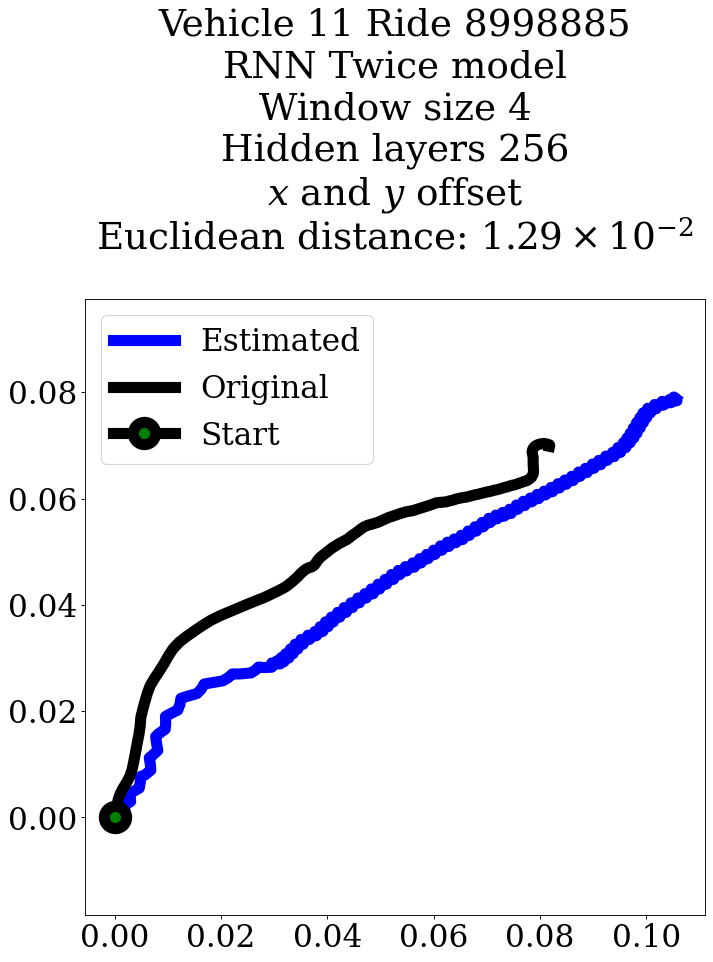 Vehicle 11 Ride 8998885
RNN Twice model
Window size 4
Hidden layers 256
x and y offset
Euclidean distance: 1.29 × 10⁻²
Estimated
Original
Start
0.08
0.06
0.04
0.02
0.00
0.00 0.02 0.04 0.06 0.08 0.10